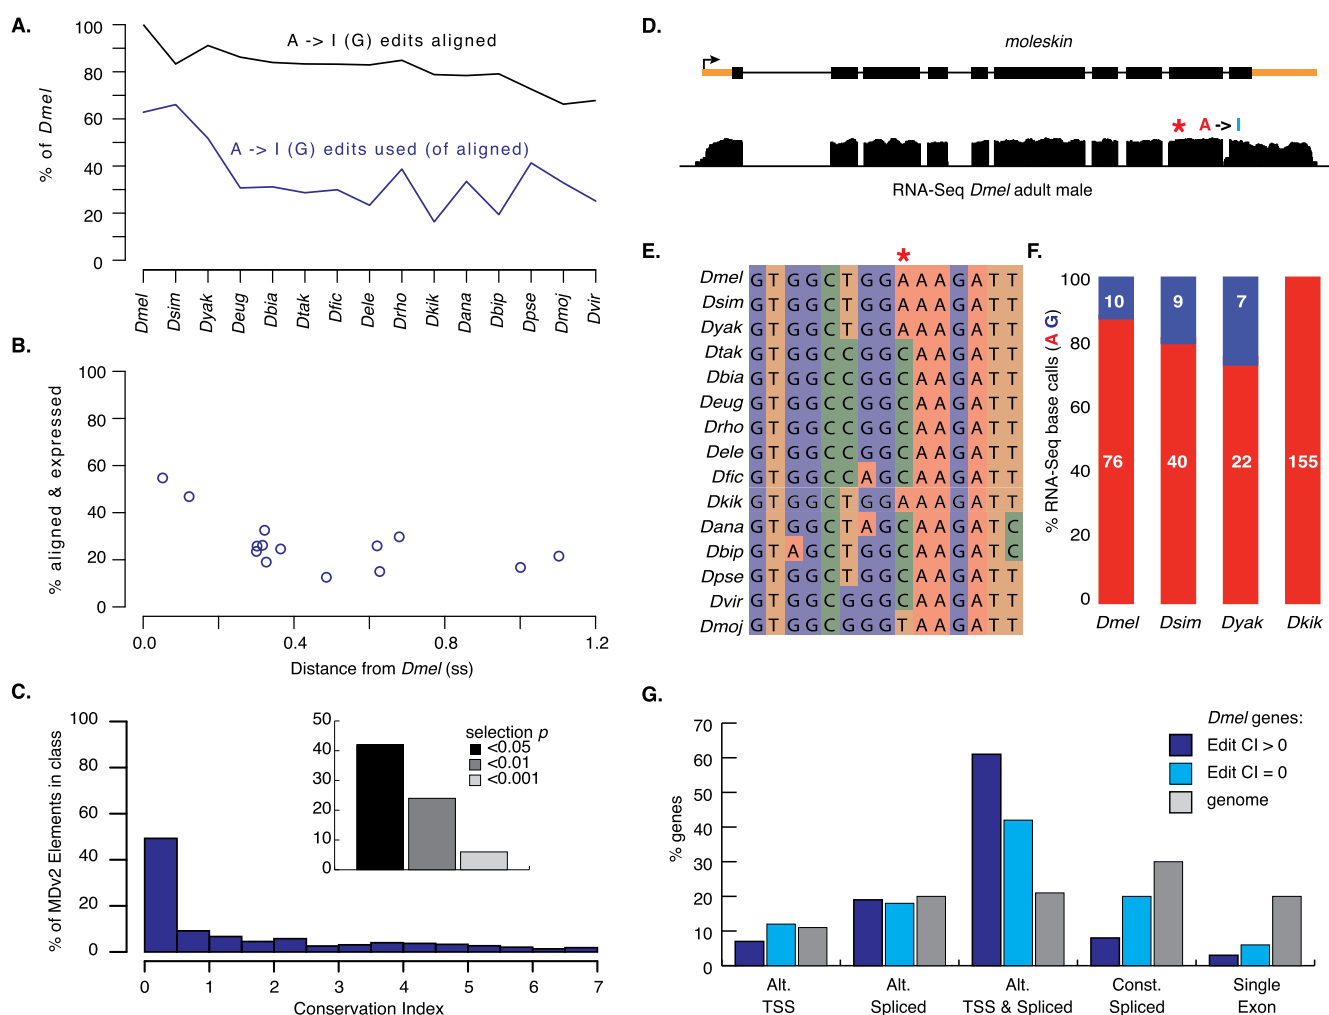 A.
100
80
60
40
20
0
% of Dmel
A -> I (G) edits aligned
A -> I (G) edits used (of aligned)
Dmel
Dsim
Dyak
Deug
Dbia
Dtak
Dfic
Dele
Drho
Dkik
Dana
Dbip
Dpse
Dmoj
Dvir
B.
100
80
60
40
20
0
% aligned & expressed
0.0
0.4
0.8
1.2
Distance from Dmel (ss)
C.
100
80
60
40
20
0
% of MDv2 Elements in class
50
40
30
20
10
0
selection p
<0.05
<0.01
<0.001
0 1 2 3 4 5 6 7
Conservation Index
D.
moleskin
* A -> I
RNA-Seq Dmel adult male
E.
*
Dmel GTGGCTGGAAAGATT
Dsim GTGGCTGGAAAGATT
Dyak GTGGCTGGAAAGATT
Dtak GTGGCCGGCAAGATT
Dbia GTGGCCGGCAAGATT
Deug GTGGCCGGCAAGATT
Drho GTGGCCGGCAAGATT
Dele GTGGCCGGCAAGATT
Dfic GTGGCCAGCAAGATT
Dkik GTGGCTGGAAAGATT
Dana GTGGCTAGCAAGATC
Dbip GTAGCTGGCAAGATC
Dpse GTGGCTGGCAAGATT
Dvir GTGGCGGGCAAGATT
Dmoj GTGGCGGGTAAGATT
F.
100
80
60
40
20
0
% RNA-Seq base calls (A G)
10
9
7
76
40
22
155
Dmel
Dsim
Dyak
Dkik
G.
70
60
50
40
30
20
10
0
% genes
Dmel genes:
Edit CI > 0
Edit CI = 0
genome
Alt.
TSS
Alt.
Spliced
Alt.
TSS & Spliced
Const.
Spliced
Single
Exon